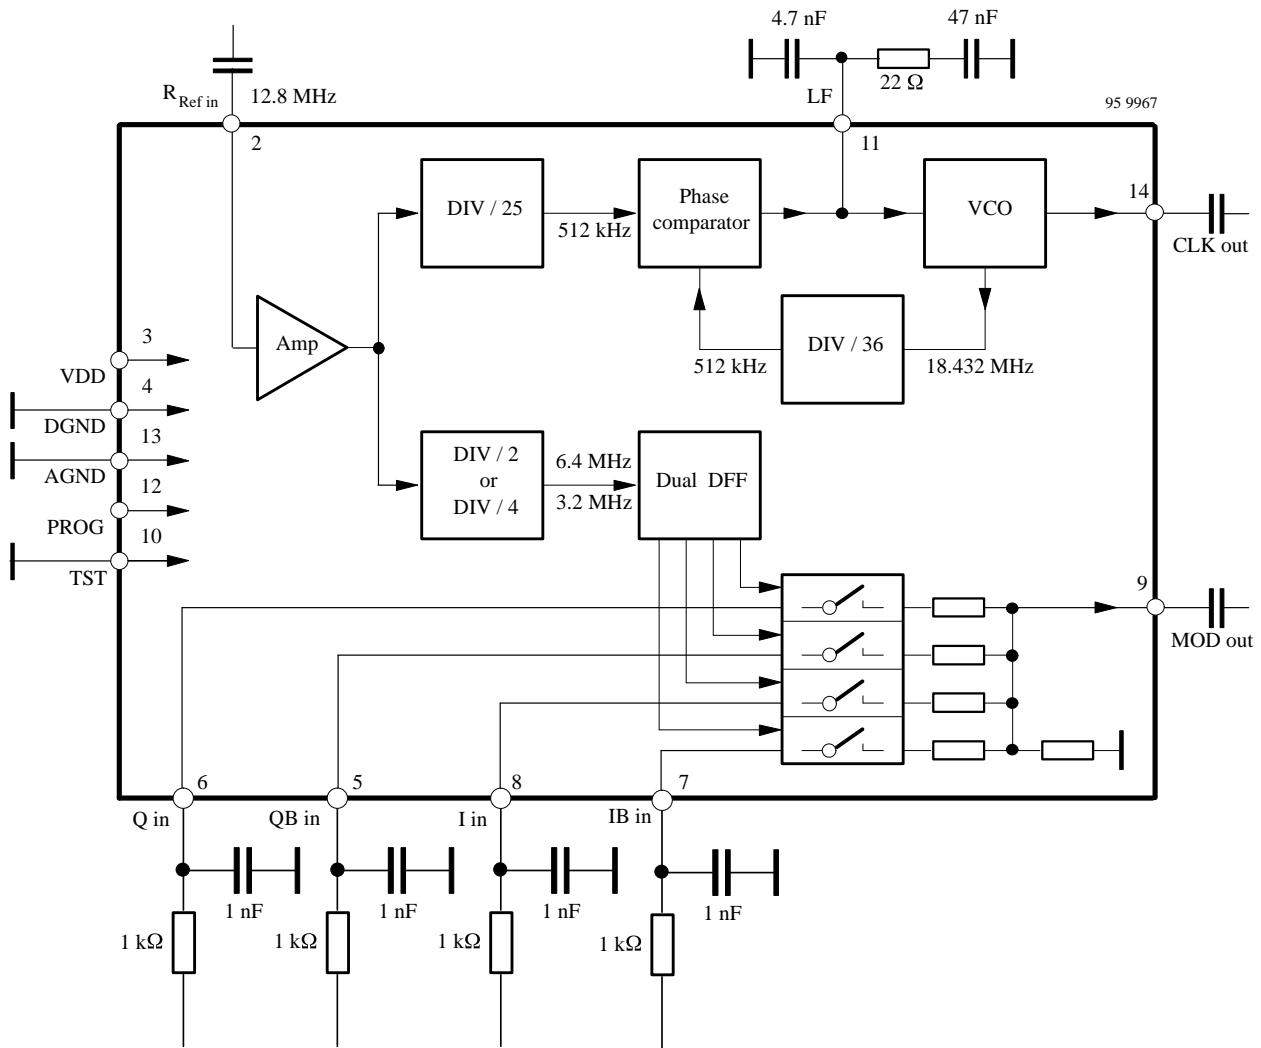 4.7 nF
47 nF
22 Ω
R Ref in
12.8 MHz
LF
95 9967
2
11
14
DIV / 25
512 kHz
Phase
comparator
VCO
CLK out
Amp
DIV / 36
512 kHz
18.432 MHz
3
VDD
4
DGND
13
AGND
12
PROG
10
TST
DIV / 2
or
DIV / 4
6.4 MHz
3.2 MHz
Dual DFF
9
MOD out
6
5
8
7
Q in
QB in
I in
IB in
1 nF
1 nF
1 nF
1 nF
1 kΩ
1 kΩ
1 kΩ
1 kΩ